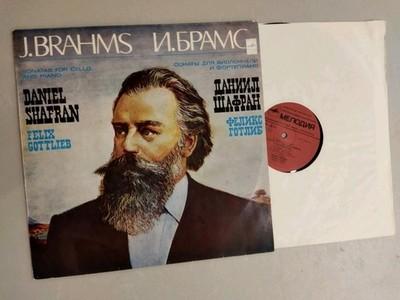 J. BRAHMS И. БРАМС
SONATAS FOR CELLO
AND PIANO
СОНАТЫ ДЛЯ ВИОЛОНЧЕЛИ
И ФОРТЕПИАНО
DANIEL
SHAFRAN
FELIX
GOTTLIEB
ДАНИИЛ
ШАФРАН
ФЕЛИКС
ГОТЛИБ
МЕЛОДИЯ